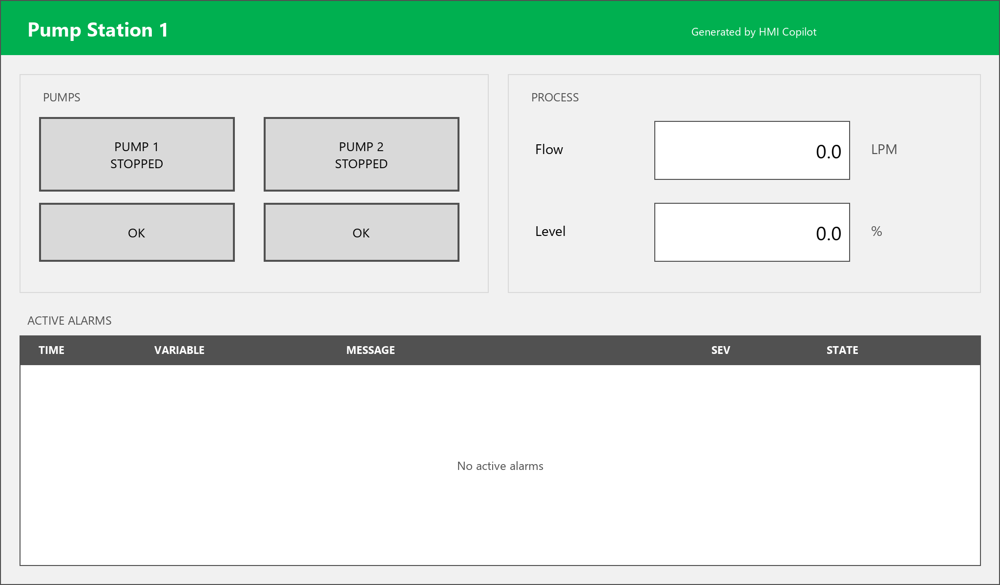 Pump Station 1
Generated by HMI Copilot
PUMPS
PUMP 1
STOPPED
PUMP 2
STOPPED
OK
OK
PROCESS
Flow
0.0
LPM
Level
0.0
%
ACTIVE ALARMS
TIME VARIABLE MESSAGE SEV STATE
No active alarms